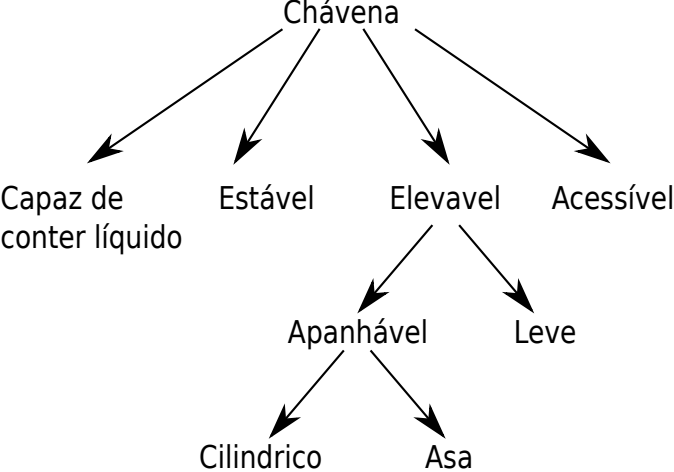 Chávena
Capaz de
conter líquido
Estável
Elevavel
Acessível
Apanhável
Leve
Cilindrico
Asa